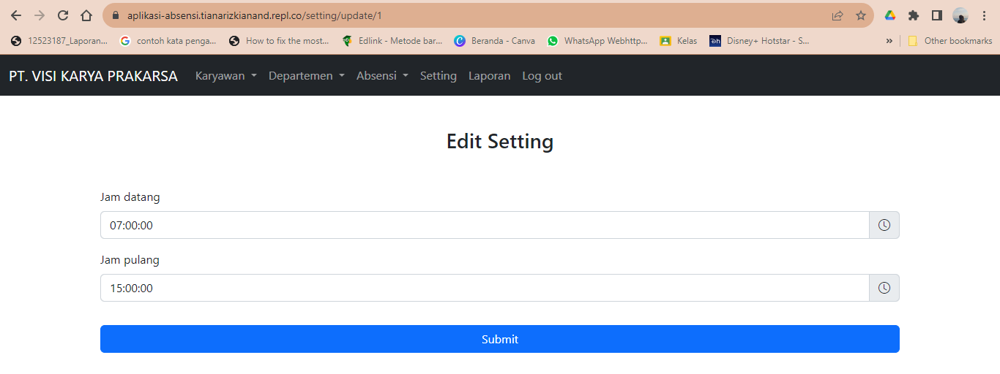 aplikasi-absensi.tianarizkianand.repl.co/setting/update/1
12523187_Laporan... contoh kata penga... How to fix the most... Edlink - Metode bar... Beranda - Canva WhatsApp Webhttp... Kelas Disney+ Hotstar - S... » Other bookmarks
PT. VISI KARYA PRAKARSA Karyawan Departemen Absensi Setting Laporan Log out
Edit Setting
Jam datang
07:00:00
Jam pulang
15:00:00
Submit